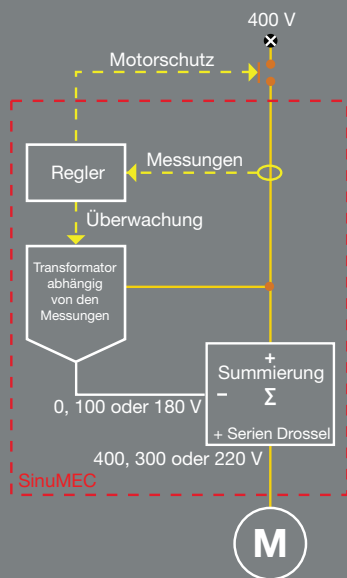 400 V
Motorschutz
Regler
Messungen
Überwachung
Transformator
abhängig
von den
Messungen
+
Summierung
- Σ
+ Serien Drossel
0, 100 oder 180 V
400, 300 oder 220 V
SinuMEC
M